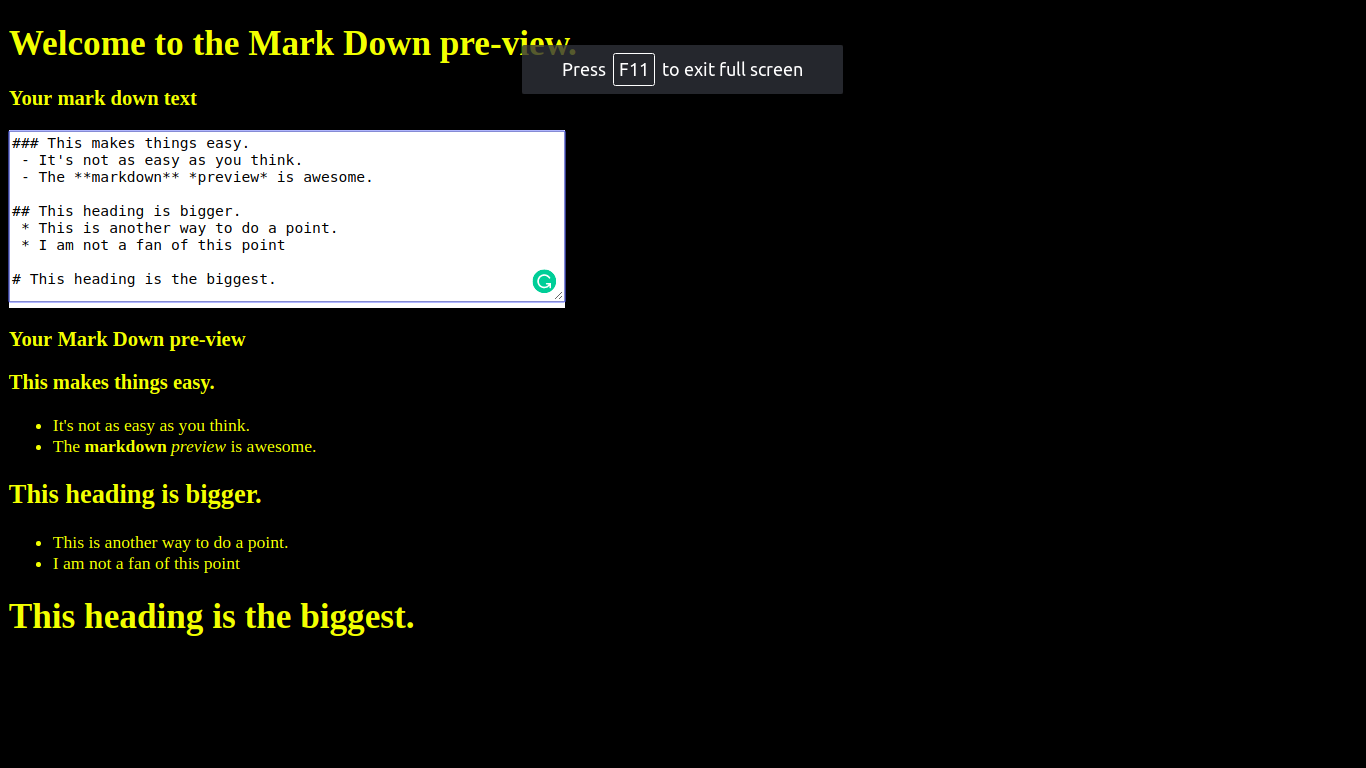 Welcome to the Mark Down pre-view.
Press F11 to exit full screen
Your mark down text
### This makes things easy.
 - It's not as easy as you think.
 - The **markdown** *preview* is awesome.
## This heading is bigger.
 * This is another way to do a point.
 * I am not a fan of this point
# This heading is the biggest.
Your Mark Down pre-view
This makes things easy.
• It's not as easy as you think.
• The markdown preview is awesome.
This heading is bigger.
• This is another way to do a point.
• I am not a fan of this point
This heading is the biggest.